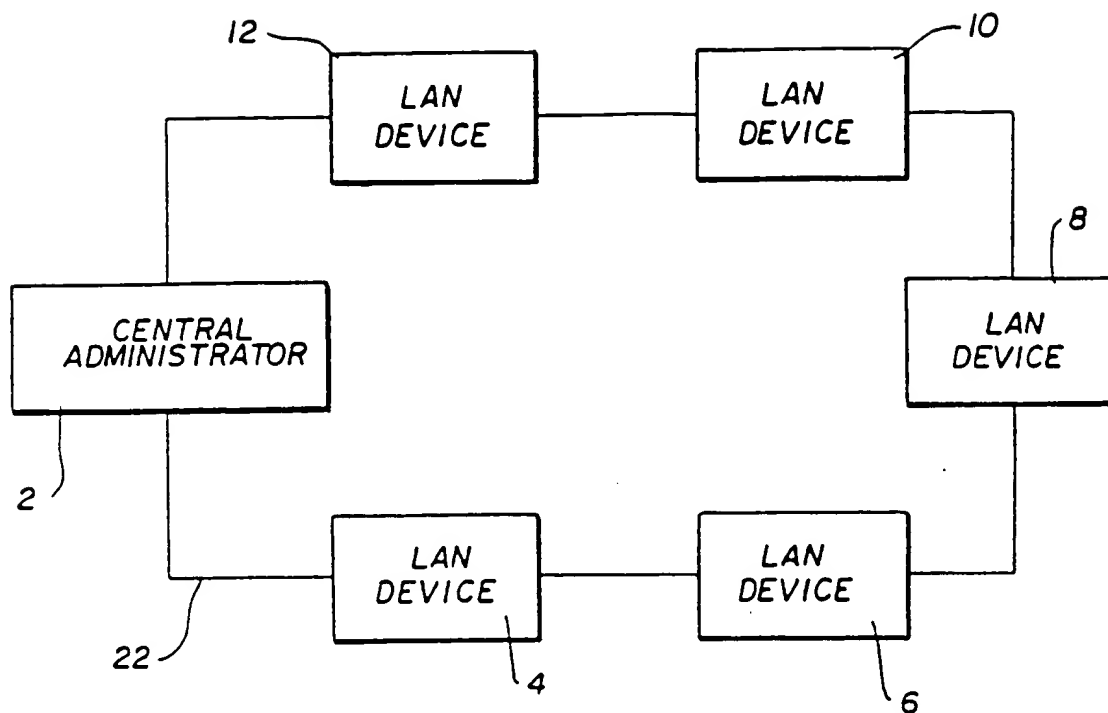 12
10
LAN
DEVICE
LAN
DEVICE
8
CENTRAL
ADMINISTRATOR
LAN
DEVICE
2
LAN
DEVICE
LAN
DEVICE
22
4
6